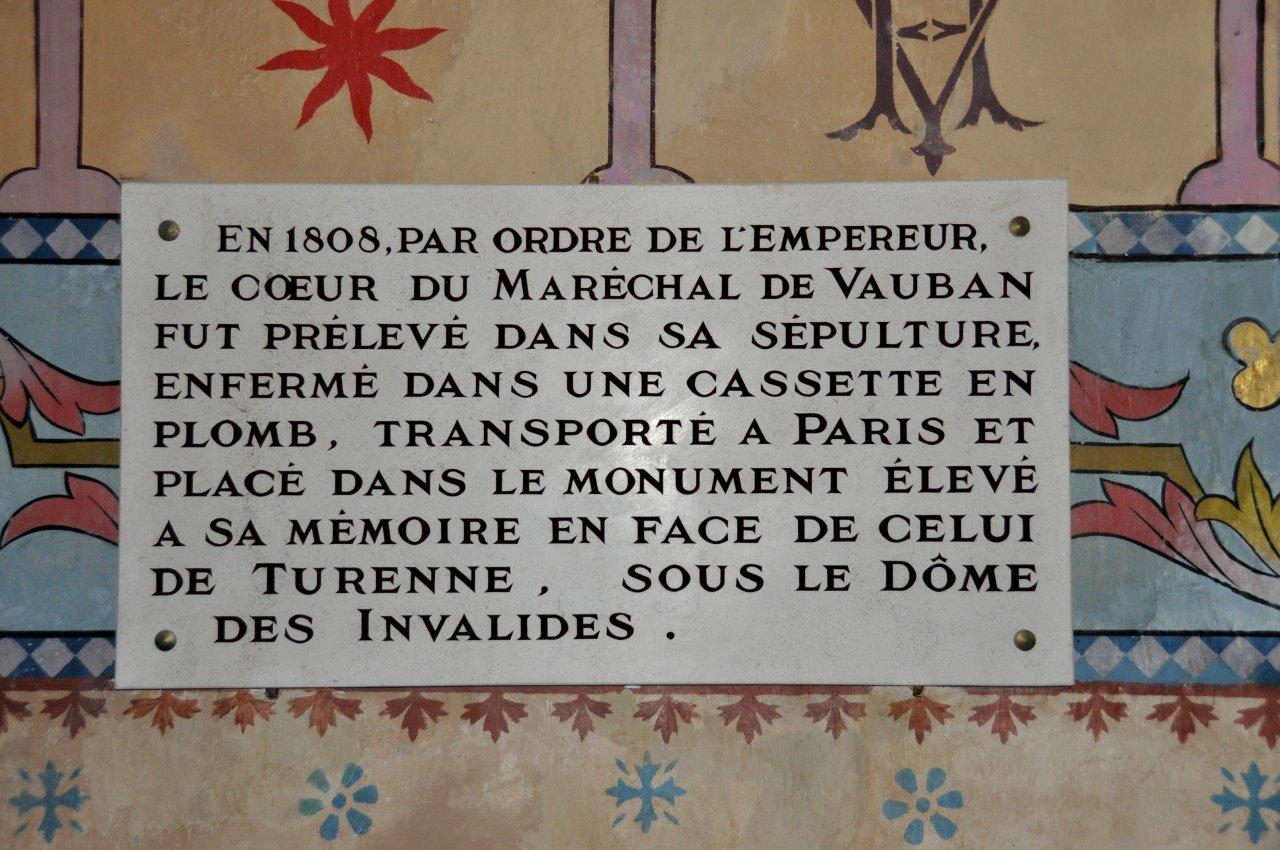 EN 1808, PAR ORDRE DE L'EMPEREUR,
LE CŒUR DU MARÉCHAL DE VAUBAN
FUT PRÉLEVÉ DANS SA SÉPULTURE,
ENFERMÉ DANS UNE CASSETTE EN
PLOMB, TRANSPORTÉ A PARIS ET
PLACÉ DANS LE MONUMENT ÉLEVÉ
A SA MÉMOIRE EN FACE DE CELUI
DE TURENNE, SOUS LE DÔME
DES INVALIDES.